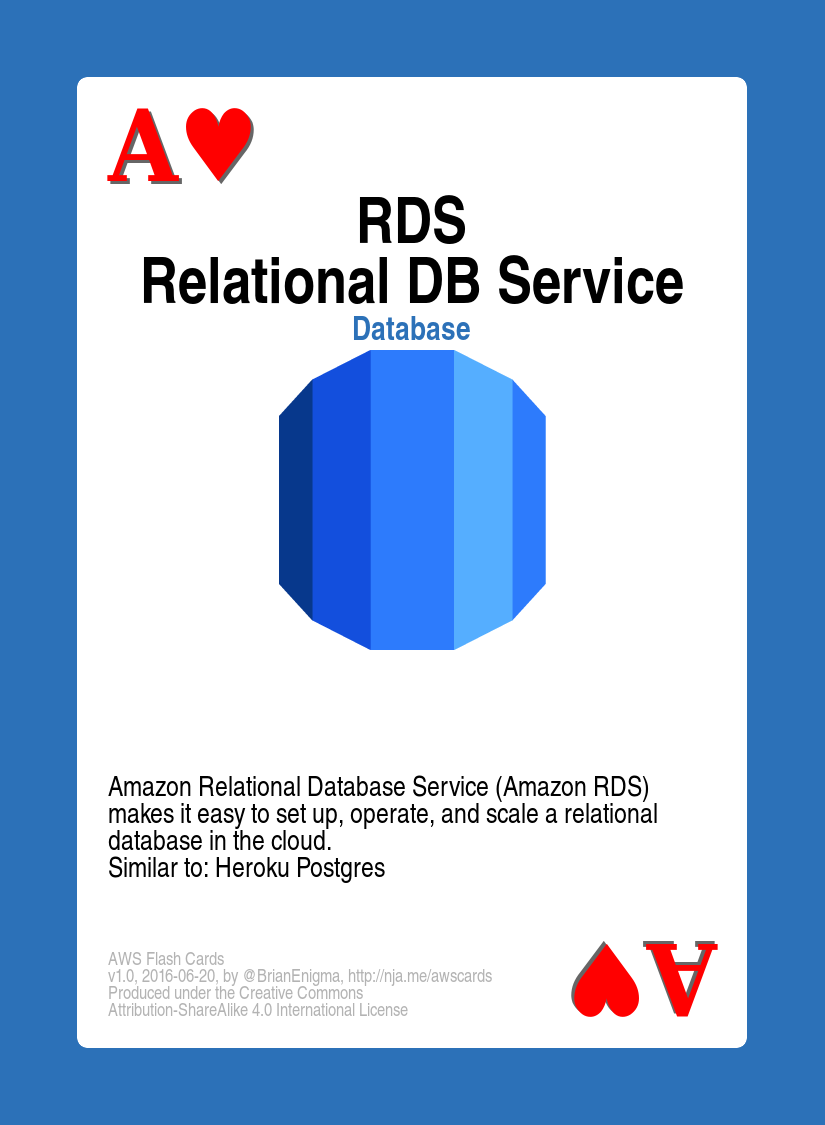 A♥
RDS
Relational DB Service
Database
Amazon Relational Database Service (Amazon RDS)
makes it easy to set up, operate, and scale a relational
database in the cloud.
Similar to: Heroku Postgres
AWS Flash Cards
v1.0, 2016-06-20, by @BrianEnigma, http://nja.me/awscards
Produced under the Creative Commons
Attribution-ShareAlike 4.0 International License
A♥